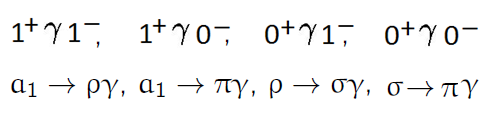 1⁺γ1⁻, 1⁺γ0⁻, 0⁺γ1⁻, 0⁺γ0⁻
a₁ → ργ, a₁ → πγ, ρ → σγ, σ → πγ